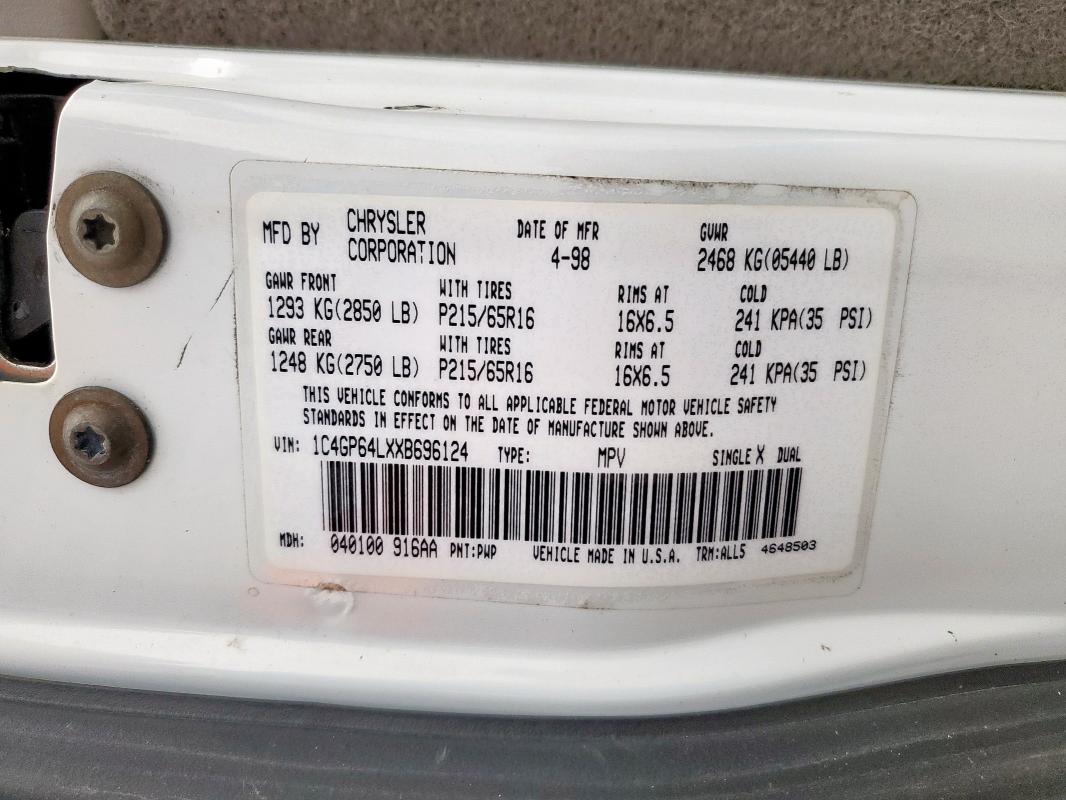 MFD BY CHRYSLER CORPORATION DATE OF MFR 4-98 GVWR 2468 KG(05440 LB)
GAWR FRONT WITH TIRES RIMS AT COLD
1293 KG(2850 LB) P215/65R16 16X6.5 241 KPA(35 PSI)
GAWR REAR WITH TIRES RIMS AT COLD
1248 KG(2750 LB) P215/65R16 16X6.5 241 KPA(35 PSI)
THIS VEHICLE CONFORMS TO ALL APPLICABLE FEDERAL MOTOR VEHICLE SAFETY
STANDARDS IN EFFECT ON THE DATE OF MANUFACTURE SHOWN ABOVE.
VIN: 1C4GP64LXXB696124 TYPE: MPV SINGLE X DUAL
MDH: 040100 916AA PNT:PWP VEHICLE MADE IN U.S.A. TRM:ALL5 4648503